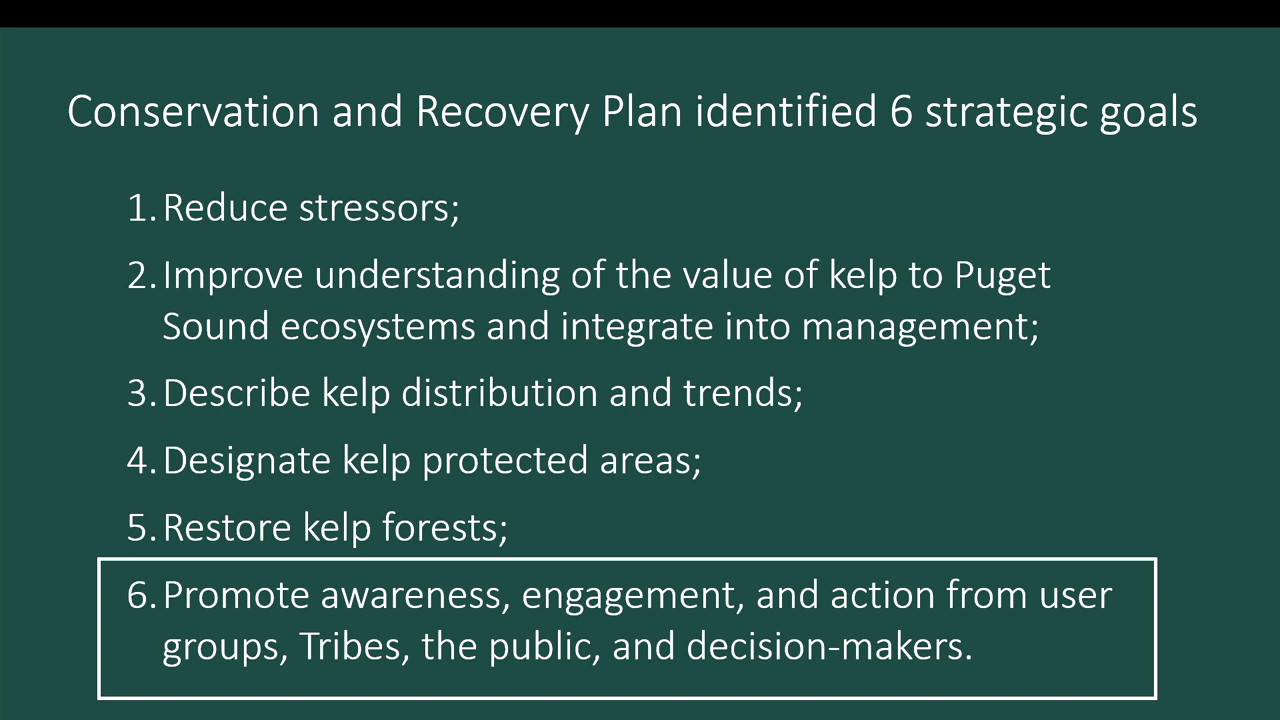 Conservation and Recovery Plan identified 6 strategic goals
1. Reduce stressors;
2. Improve understanding of the value of kelp to Puget
Sound ecosystems and integrate into management;
3. Describe kelp distribution and trends;
4. Designate kelp protected areas;
5. Restore kelp forests;
6. Promote awareness, engagement, and action from user
groups, Tribes, the public, and decision-makers.